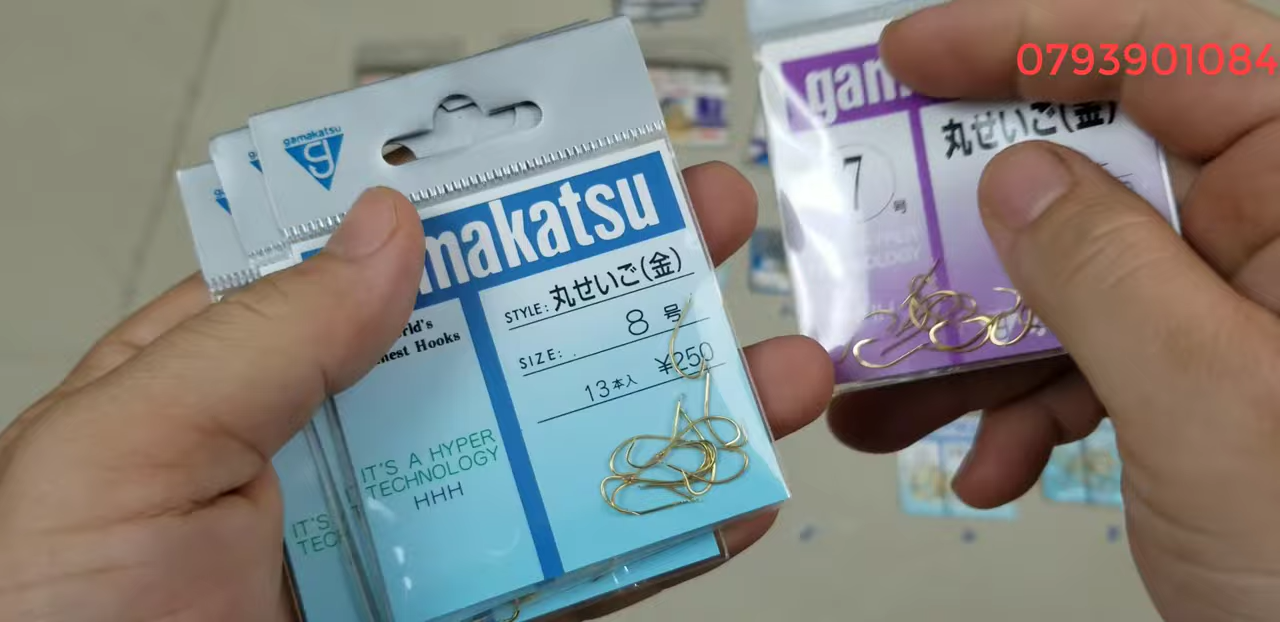 0793901084
gamakatsu
g
makatsu
STYLE: 丸せいご(金)
SIZE: 8 号
13本入 ¥250
rld's
nest Hooks
IT'S A HYPER
TECHNOLOGY
HHH
IT'S
TEC
gam
丸せいご(金)
7
号